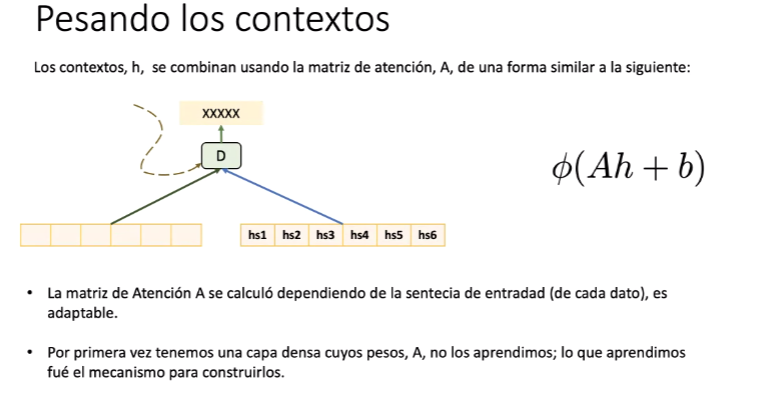 Pesando los contextos
Los contextos, h, se combinan usando la matriz de atención, A, de una forma similar a la siguiente:
XXXXX
D
ϕ(Ah + b)
hs1 hs2 hs3 hs4 hs5 hs6
• La matriz de Atención A se calculó dependiendo de la sentecia de entradad (de cada dato), es
adaptable.
• Por primera vez tenemos una capa densa cuyos pesos, A, no los aprendimos; lo que aprendimos
fué el mecanismo para construirlos.